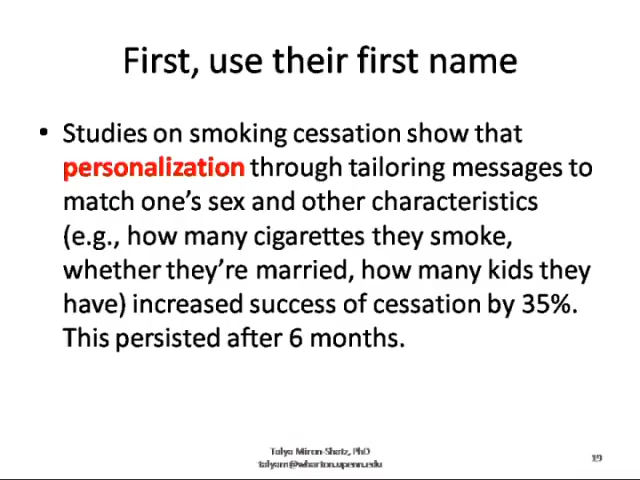 First, use their first name
• Studies on smoking cessation show that
personalization through tailoring messages to
match one's sex and other characteristics
(e.g., how many cigarettes they smoke,
whether they're married, how many kids they
have) increased success of cessation by 35%.
This persisted after 6 months.
Talya Miron-Shatz, PhD
talyam@wharton.upenn.edu
19